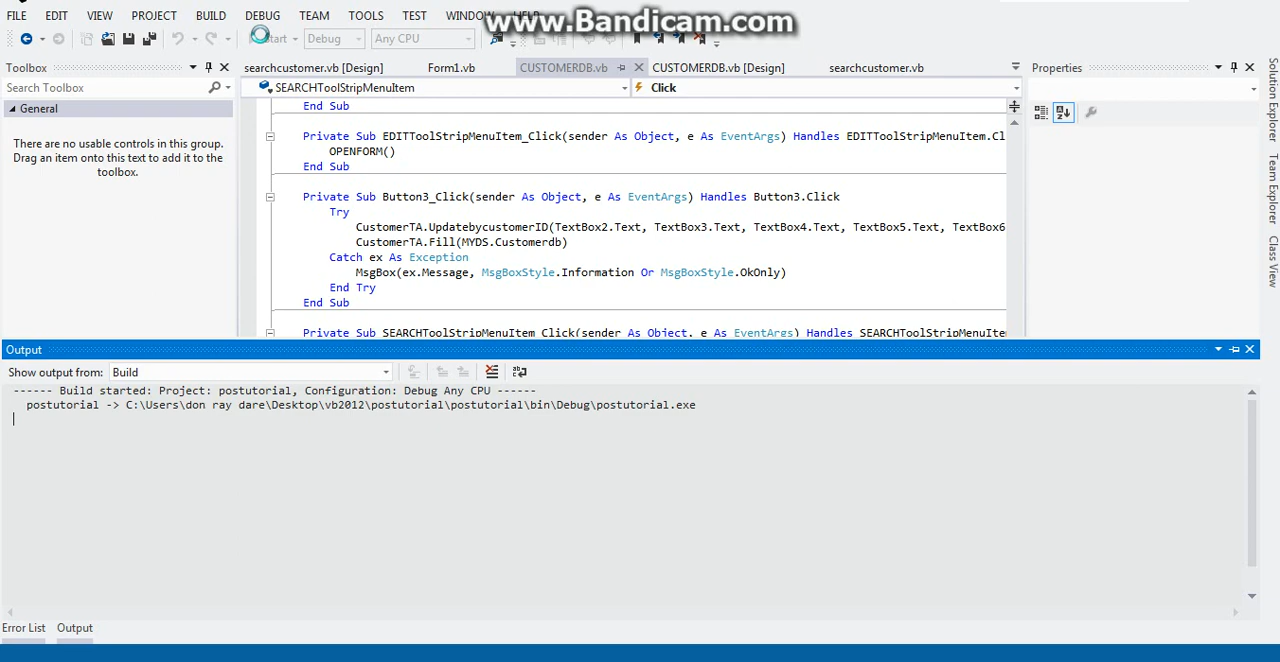 www.Bandicam.com
FILE EDIT VIEW PROJECT BUILD DEBUG TEAM TOOLS TEST WINDOW HELP
Start Debug Any CPU
Toolbox
Search Toolbox
General
There are no usable controls in this group.
Drag an item onto this text to add it to the
toolbox.
searchcustomer.vb [Design] Form1.vb CUSTOMERDB.vb CUSTOMERDB.vb [Design] searchcustomer.vb
SEARCHToolStripMenuItem Click
End Sub
Private Sub EDITToolStripMenuItem_Click(sender As Object, e As EventArgs) Handles EDITToolStripMenuItem.Cl
OPENFORM()
End Sub
Private Sub Button3_Click(sender As Object, e As EventArgs) Handles Button3.Click
Try
CustomerTA.UpdatebycustomerID(TextBox2.Text, TextBox3.Text, TextBox4.Text, TextBox5.Text, TextBox6
CustomerTA.Fill(MYDS.Customerdb)
Catch ex As Exception
MsgBox(ex.Message, MsgBoxStyle.Information Or MsgBoxStyle.OkOnly)
End Try
End Sub
Private Sub SEARCHToolStripMenuItem_Click(sender As Object, e As EventArgs) Handles SEARCHToolStripMenuItem
Properties
Solution Explorer
Team Explorer
Class View
Output
Show output from: Build
------ Build started: Project: postutorial, Configuration: Debug Any CPU ------
postutorial -> C:\Users\don ray dare\Desktop\vb2012\postutorial\postutorial\bin\Debug\postutorial.exe
Error List Output